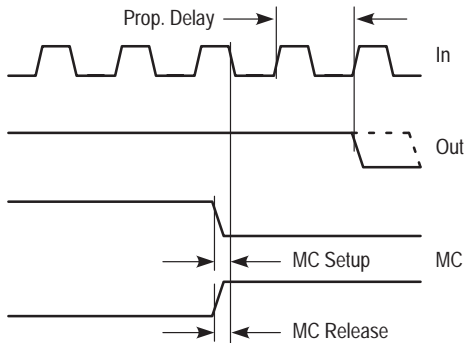 Prop. Delay
In
Out
MC Setup
MC
MC Release